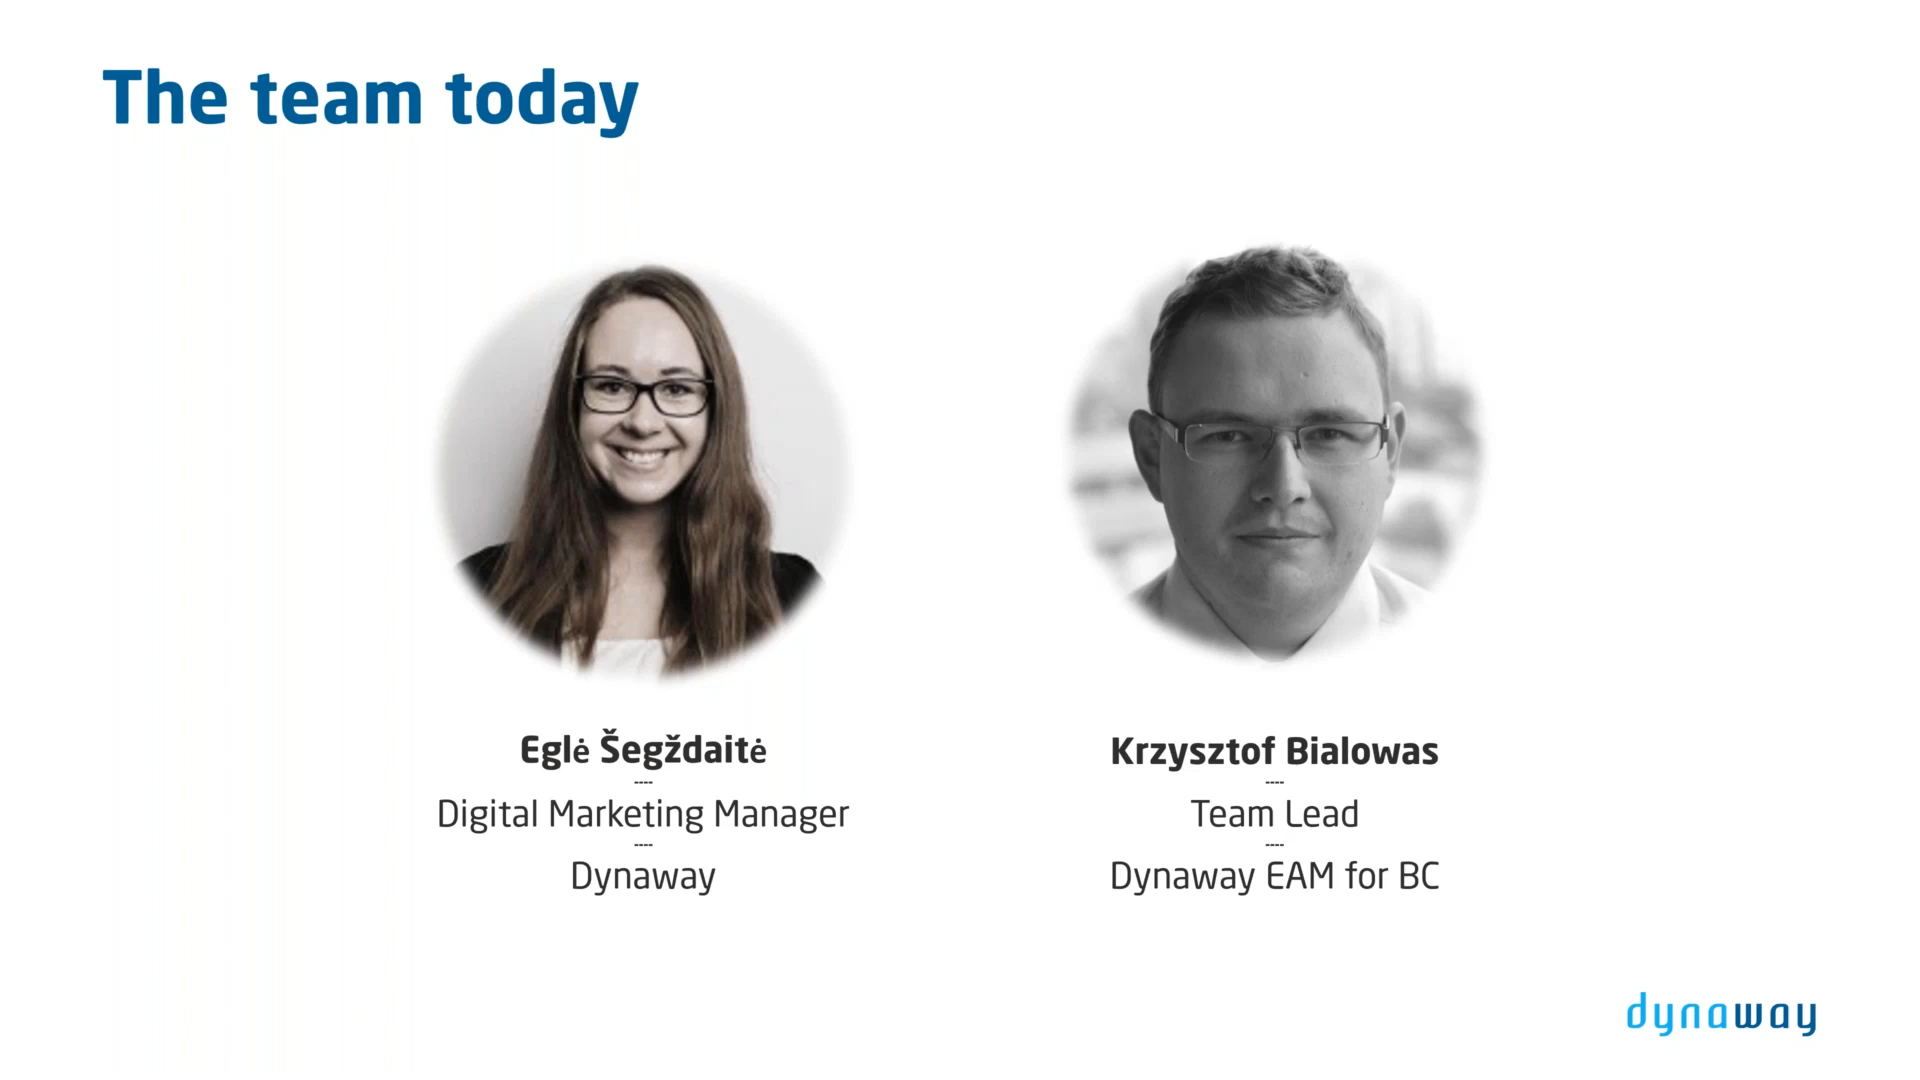 The team today
Eglė Šegždaitė
----
Digital Marketing Manager
----
Dynaway
Krzysztof Bialowas
----
Team Lead
----
Dynaway EAM for BC
dynaway